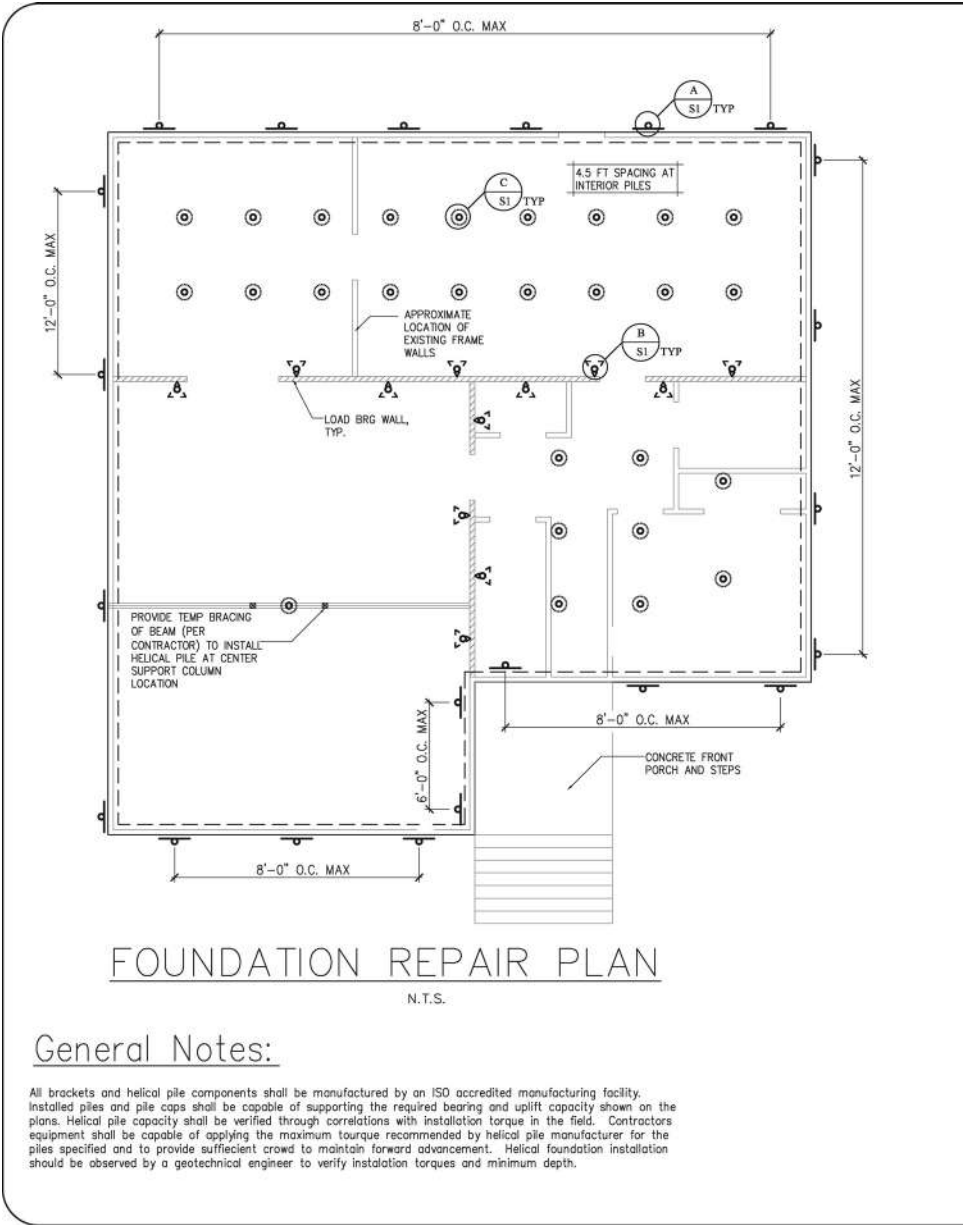 8'-0" O.C. MAX
A
S1 TYP
4.5 FT SPACING AT
INTERIOR PILES
C
S1 TYP
12'-0" O.C. MAX
APPROXIMATE
LOCATION OF
EXISTING FRAME
WALLS
B
S1 TYP
LOAD BRG WALL,
TYP.
12'-0" O.C. MAX
PROVIDE TEMP BRACING
OF BEAM (PER
CONTRACTOR) TO INSTALL
HELICAL PILE AT CENTER
SUPPORT COLUMN
LOCATION
6'-0" O.C. MAX
8'-0" O.C. MAX
CONCRETE FRONT
PORCH AND STEPS
8'-0" O.C. MAX
FOUNDATION REPAIR PLAN
N.T.S.
General Notes:
All brackets and helical pile components shall be manufactured by an ISO accredited manufacturing facility.
Installed piles and pile caps shall be capable of supporting the required bearing and uplift capacity shown on the
plans. Helical pile capacity shall be verified through correlations with installation torque in the field. Contractors
equipment shall be capable of applying the maximum tourque recommended by helical pile manufacturer for the
piles specified and to provide suffiecient crowd to maintain forward advancement. Helical foundation installation
should be observed by a geotechnical engineer to verify instalation torques and minimum depth.